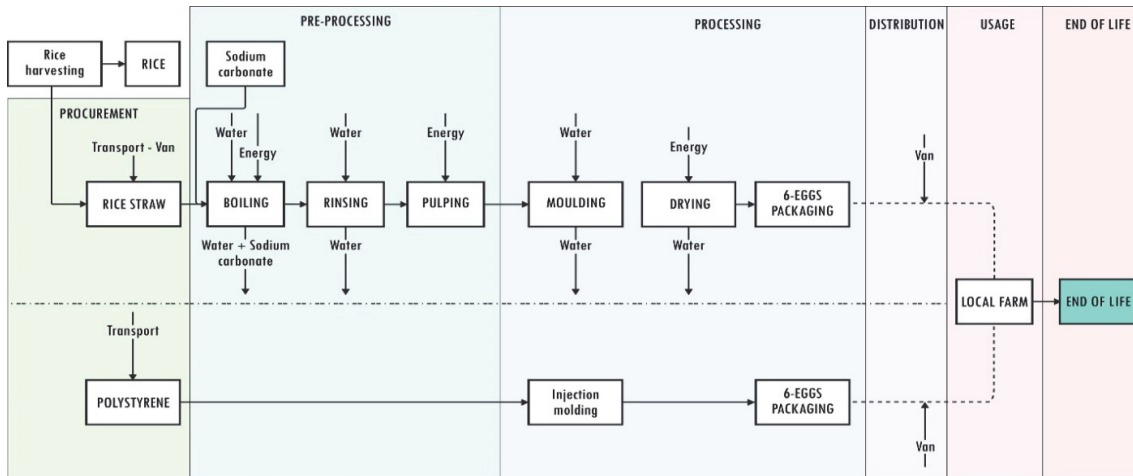 PRE-PROCESSING
PROCESSING
DISTRIBUTION
USAGE
END OF LIFE
Rice
harvesting
RICE
Sodium
carbonate
PROCUREMENT
Transport - Van
Water
Energy
Water
Energy
Water
Energy
Van
RICE STRAW
BOILING
RINSING
PULPING
MOULDING
DRYING
6-EGGS
PACKAGING
Water + Sodium
carbonate
Water
Water
Water
LOCAL FARM
END OF LIFE
Transport
POLYSTYRENE
Injection
molding
6-EGGS
PACKAGING
Van